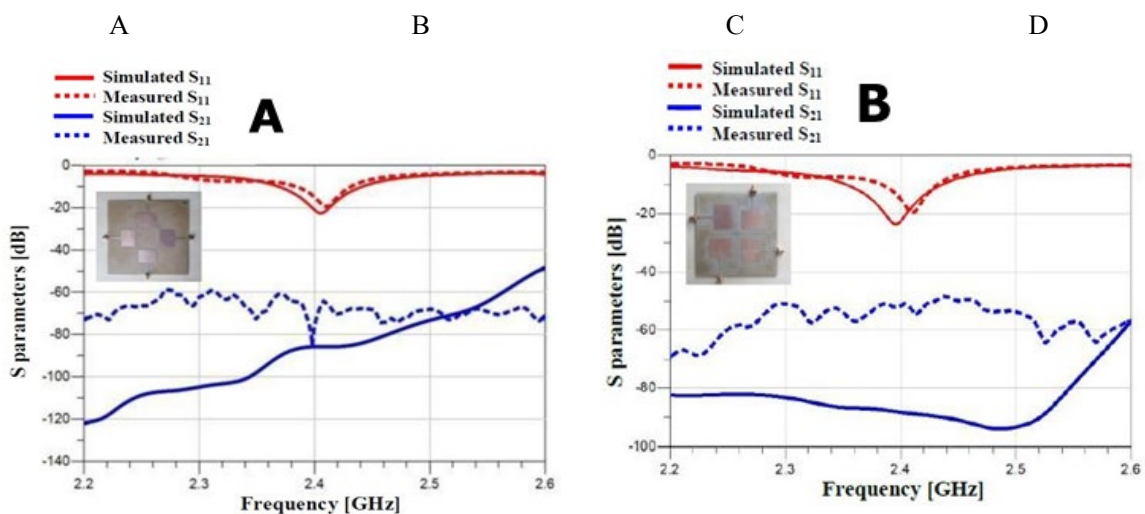 A B C D
Simulated S11
Measured S11
Simulated S21
Measured S21
A
S parameters [dB]
0
-20
-40
-60
-80
-100
-120
-140
2.2 2.3 2.4 2.5 2.6
Frequency [GHz]
Simulated S11
Measured S11
Simulated S21
Measured S21
B
S parameters [dB]
0
-20
-40
-60
-80
-100
2.2 2.3 2.4 2.5 2.6
Frequency [GHz]